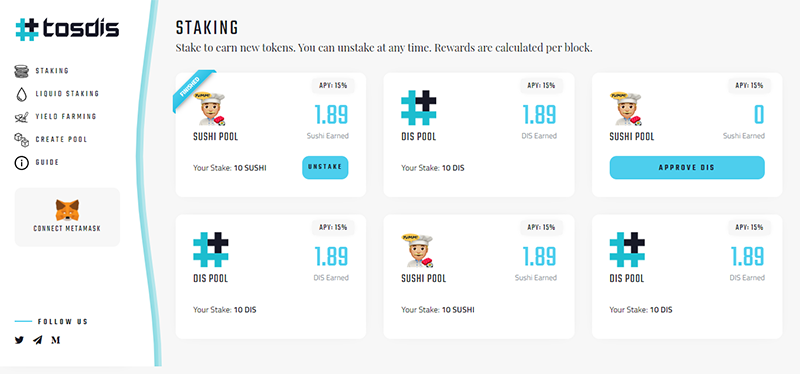 tosdis
STAKING
LIQUID STAKING
YIELD FARMING
CREATE POOL
GUIDE
CONNECT METAMASK
FOLLOW US
STAKING
Stake to earn new tokens. You can unstake at any time. Rewards are calculated per block.
FINISHED
APY: 15%
YUMMY!
1.89
SUSHI POOL
Sushi Earned
Your Stake: 10 SUSHI
UNSTAKE
APY: 15%
1.89
DIS POOL
DIS Earned
Your Stake: 10 DIS
APY: 15%
YUMMY!
0
SUSHI POOL
Sushi Earned
APPROVE DIS
APY: 15%
1.89
DIS POOL
DIS Earned
Your Stake: 10 DIS
APY: 15%
YUMMY!
1.89
SUSHI POOL
Sushi Earned
Your Stake: 10 SUSHI
APY: 15%
1.89
DIS POOL
DIS Earned
Your Stake: 10 DIS